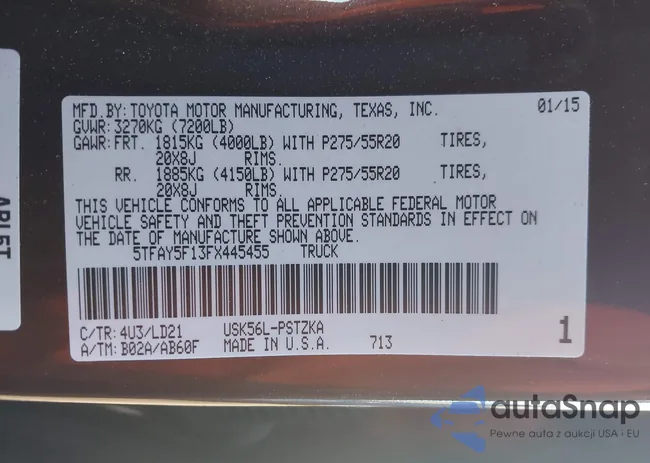 MFD.BY: TOYOTA MOTOR MANUFACTURING, TEXAS, INC. 01/15
GVWR: 3270KG (7200LB)
GAWR: FRT. 1815KG (4000LB) WITH P275/55R20 TIRES,
20X8J RIMS.
RR. 1885KG (4150LB) WITH P275/55R20 TIRES,
20X8J RIMS.
THIS VEHICLE CONFORMS TO ALL APPLICABLE FEDERAL MOTOR
VEHICLE SAFETY AND THEFT PREVENTION STANDARDS IN EFFECT ON
THE DATE OF MANUFACTURE SHOWN ABOVE.
5TFAY5F13FX445455 TRUCK
C/TR: 4U3/LD21 USK56L-PSTZKA
A/TM: B02A/AB60F MADE IN U.S.A. 713
1
autaSnap
Pewne auta z aukcji USA i EU